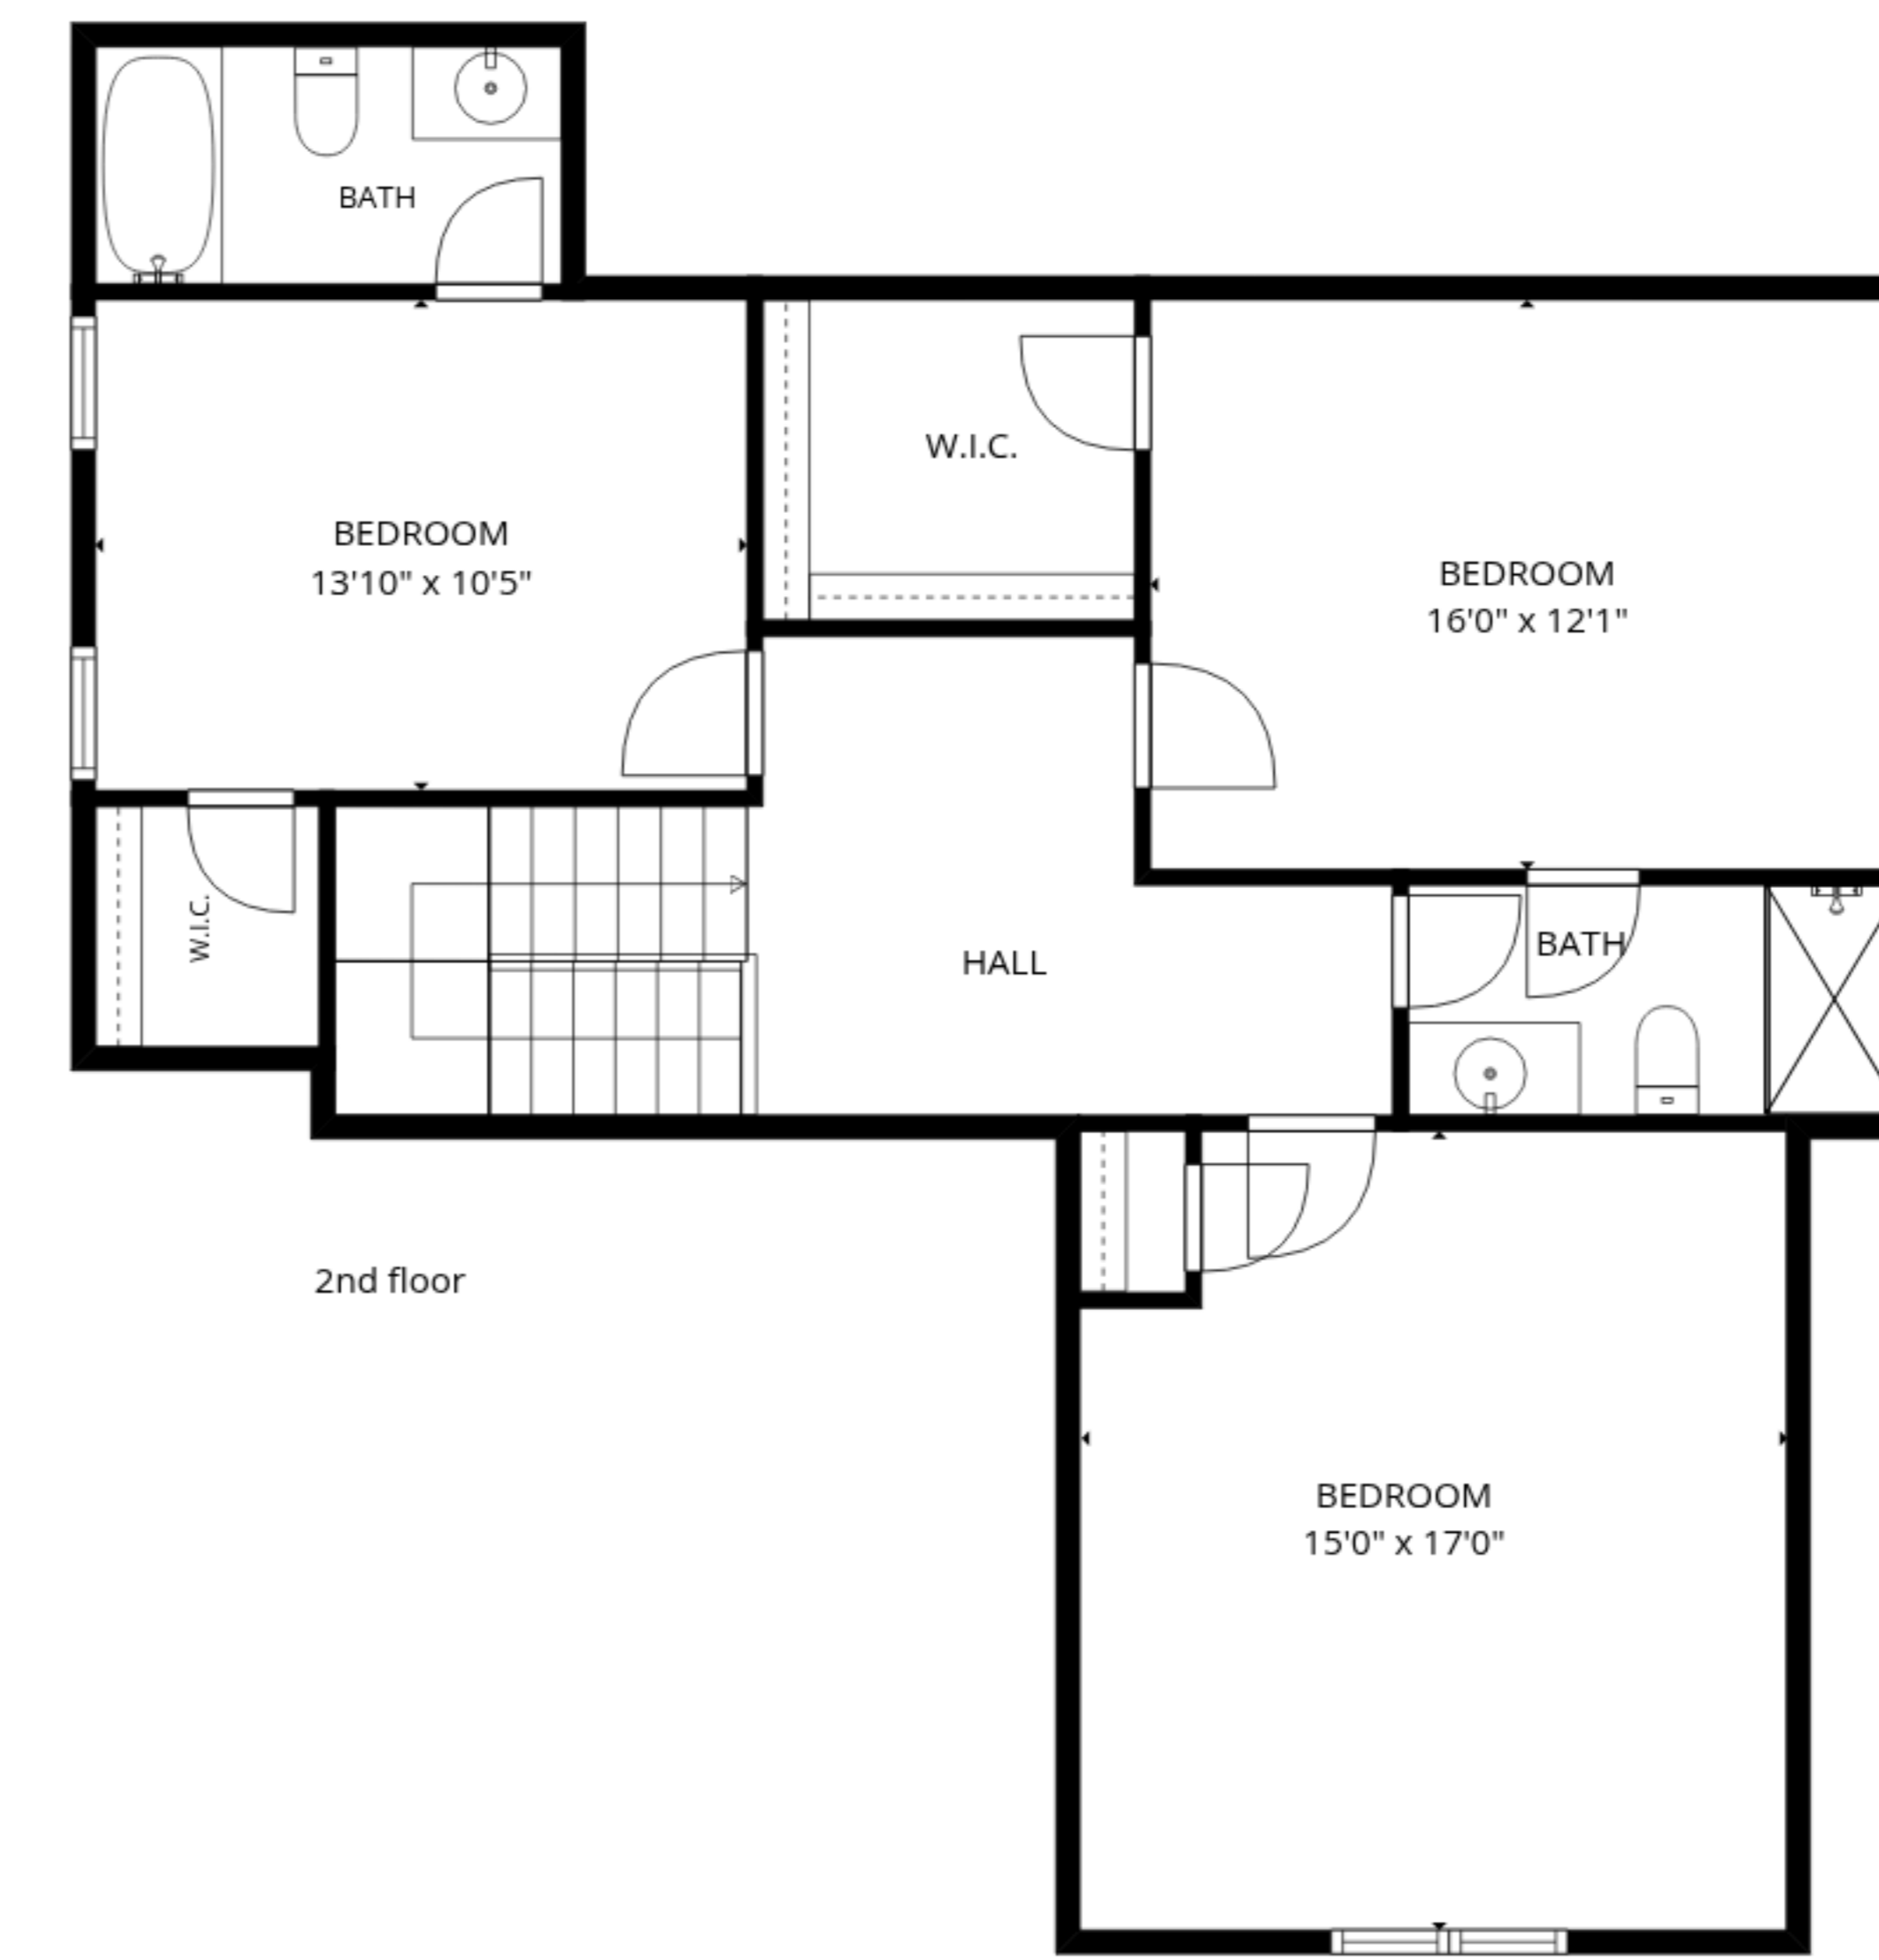 BATH
W.I.C.
BEDROOM
13'10" x 10'5"
BEDROOM
16'0" x 12'1"
W.I.C.
HALL
BATH
2nd floor
BEDROOM
15'0" x 17'0"